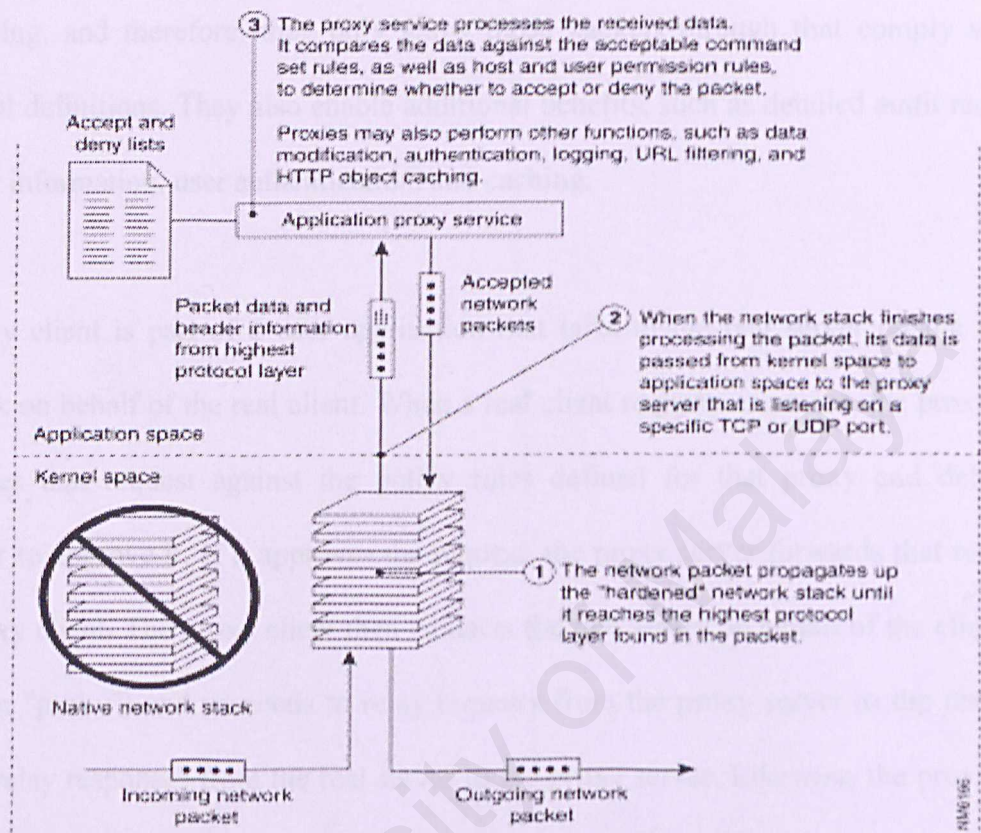 3 The proxy service processes the received data.
It compares the data against the acceptable command
set rules, as well as host and user permission rules,
to determine whether to accept or deny the packet.
Proxies may also perform other functions, such as data
modification, authentication, logging, URL filtering, and
HTTP object caching.
Accept and
deny lists
Application proxy service
Packet data and
header information
from highest
protocol layer
Accepted
network
packets
2 When the network stack finishes
processing the packet, its data is
passed from kernel space to
application space to the proxy
server that is listening on a
specific TCP or UDP port.
Application space
Kernel space
1 The network packet propagates up
the "hardened" network stack until
it reaches the highest protocol
layer found in the packet.
Native network stack
Incoming network
packet
Outgoing network
packet
University of Malaya